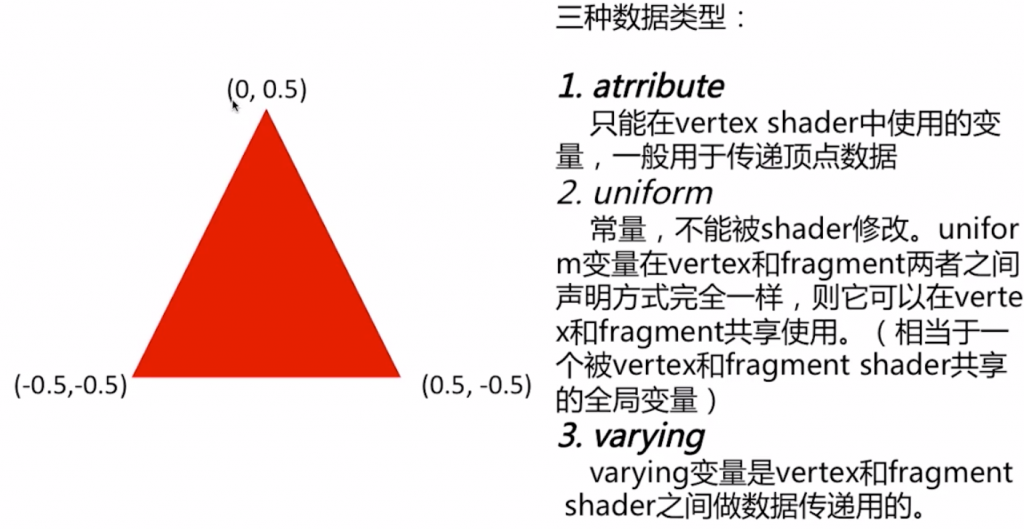 三种数据类型：
(0, 0.5)
1. atrribute
只能在vertex shader中使用的变
量，一般用于传递顶点数据
2. uniform
常量，不能被shader修改。unifor
m变量在vertex和fragment两者之间
声明方式完全一样，则它可以在verte
x和fragment共享使用。（相当于一
个被vertex和fragment shader共享
的全局变量）
(-0.5,-0.5)
(0.5, -0.5)
3. varying
varying变量是vertex和fragment
shader之间做数据传递用的。